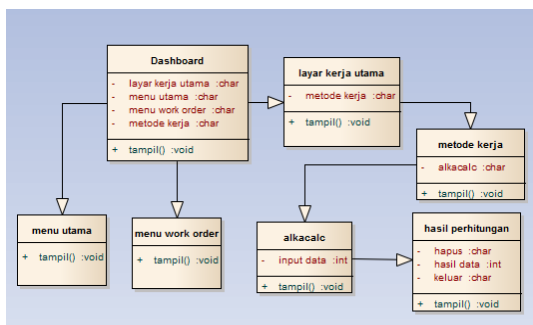 Dashboard
- layar kerja utama :char
- menu utama :char
- menu work order :char
- metode kerja :char
+ tampil() :void
layar kerja utama
- metode kerja :char
+ tampil() :void
metode kerja
- alkacalc :char
+ tampil() :void
menu utama
+ tampil() :void
menu work order
+ tampil() :void
alkacalc
- input data :int
+ tampil() :void
hasil perhitungan
- hapus :char
- hasil data :int
- keluar :char
+ tampil() :void